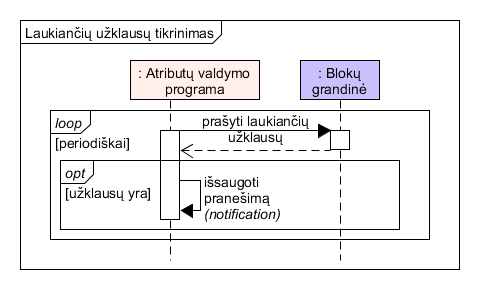 Laukiančių užklausų tikrinimas
: Atributų valdymo
programa
: Blokų
grandinė
loop
[periodiškai]
prašyti laukiančių
užklausų
opt
[užklausų yra]
išsaugoti
pranešimą
(notification)